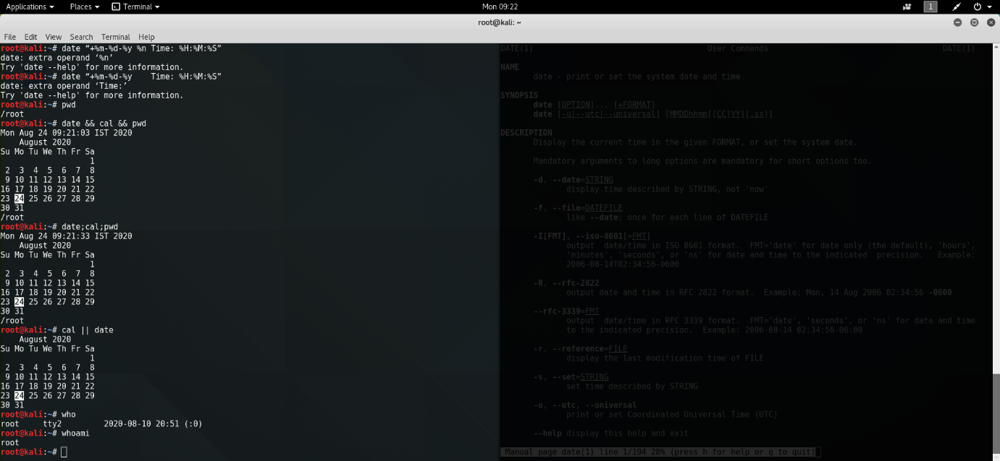 Applications Places Terminal Mon 09:22 1
root@kali: ~
File Edit View Search Terminal Help
root@kali:~# date “+%m-%d-%y %n Time: %H:%M:%S”
date: extra operand ‘%n’
Try 'date --help' for more information.
root@kali:~# date “+%m-%d-%y    Time: %H:%M:%S”
date: extra operand ‘Time:’
Try 'date --help' for more information.
root@kali:~# pwd
/root
root@kali:~# date && cal && pwd
Mon Aug 24 09:21:03 IST 2020
    August 2020
Su Mo Tu We Th Fr Sa
                   1
 2  3  4  5  6  7  8
 9 10 11 12 13 14 15
16 17 18 19 20 21 22
23 24 25 26 27 28 29
30 31
/root
root@kali:~# date;cal;pwd
Mon Aug 24 09:21:33 IST 2020
    August 2020
Su Mo Tu We Th Fr Sa
                   1
 2  3  4  5  6  7  8
 9 10 11 12 13 14 15
16 17 18 19 20 21 22
23 24 25 26 27 28 29
30 31
/root
root@kali:~# cal || date
    August 2020
Su Mo Tu We Th Fr Sa
                   1
 2  3  4  5  6  7  8
 9 10 11 12 13 14 15
16 17 18 19 20 21 22
23 24 25 26 27 28 29
30 31
root@kali:~# who
root     tty2         2020-08-10 20:51 (:0)
root@kali:~# whoami
root
root@kali:~#
DATE(1) User Commands DATE(1)
NAME
date - print or set the system date and time
SYNOPSIS
date [OPTION]... [+FORMAT]
date [-u|--utc|--universal] [MMDDhhmm[[CC]YY][.ss]]
DESCRIPTION
Display the current time in the given FORMAT, or set the system date.
Mandatory arguments to long options are mandatory for short options too.
-d, --date=STRING
display time described by STRING, not 'now'
-f, --file=DATEFILE
like --date; once for each line of DATEFILE
-I[FMT], --iso-8601[=FMT]
output  date/time in ISO 8601 format.  FMT='date' for date only (the default), 'hours',
'minutes', 'seconds', or 'ns' for date and time to the indicated  precision.   Example:
2006-08-14T02:34:56-0600
-R, --rfc-2822
output date and time in RFC 2822 format.  Example: Mon, 14 Aug 2006 02:34:56 -0600
--rfc-3339=FMT
output  date/time in RFC 3339 format.  FMT='date', 'seconds', or 'ns' for date and time
to the indicated precision.  Example: 2006-08-14 02:34:56-06:00
-r, --reference=FILE
display the last modification time of FILE
-s, --set=STRING
set time described by STRING
-u, --utc, --universal
print or set Coordinated Universal Time (UTC)
--help display this help and exit
Manual page date(1) line 1/194 28% (press h for help or q to quit)